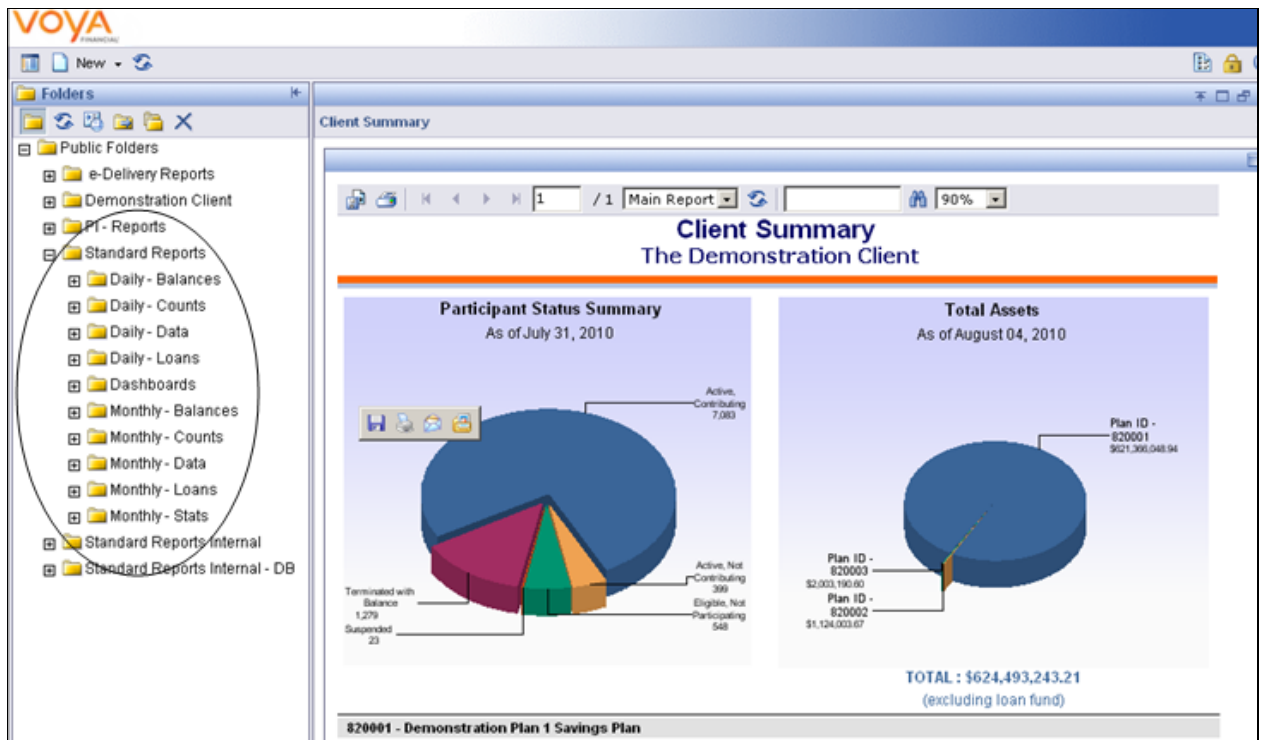 VOYA
FINANCIAL
New
Folders
Client Summary
Public Folders
e-Delivery Reports
Demonstration Client
PI - Reports
Standard Reports
Daily - Balances
Daily - Counts
Daily - Data
Daily - Loans
Dashboards
Monthly - Balances
Monthly - Counts
Monthly - Data
Monthly - Loans
Monthly - Stats
Standard Reports Internal
Standard Reports Internal - DB
1 / 1 Main Report 90%
Client Summary
The Demonstration Client
Participant Status Summary
As of July 31, 2010
Active,
Contributing
7,083
Active, Not
Contributing
399
Eligible, Not
Participating
548
Terminated with
Balance
1,279
Suspended
23
Total Assets
As of August 04, 2010
Plan ID -
820001
$621,366,048.94
Plan ID -
820003
$2,003,190.60
Plan ID -
820002
$1,124,003.67
TOTAL : $624,493,243.21
(excluding loan fund)
820001 - Demonstration Plan 1 Savings Plan